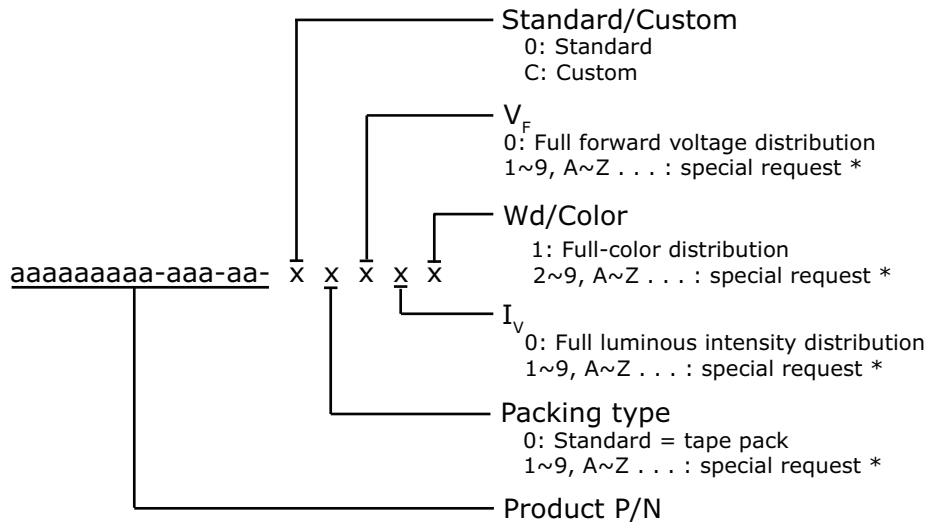 Standard/Custom
0: Standard
C: Custom
VF
0: Full forward voltage distribution
1~9, A~Z . . . : special request *
Wd/Color
1: Full-color distribution
2~9, A~Z . . . : special request *
aaaaaaaaa-aaa-aa- x x x x x
IV
0: Full luminous intensity distribution
1~9, A~Z . . . : special request *
Packing type
0: Standard = tape pack
1~9, A~Z . . . : special request *
Product P/N